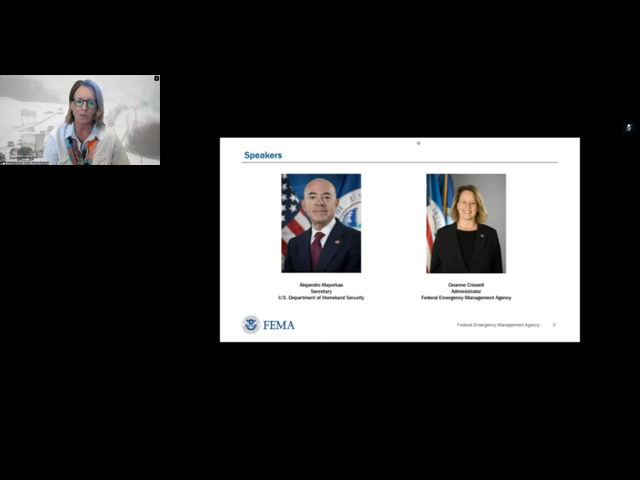 Speakers
Alejandro Mayorkas
Secretary
U.S. Department of Homeland Security
Deanne Criswell
Administrator
Federal Emergency Management Agency
FEMA
Federal Emergency Management Agency 3